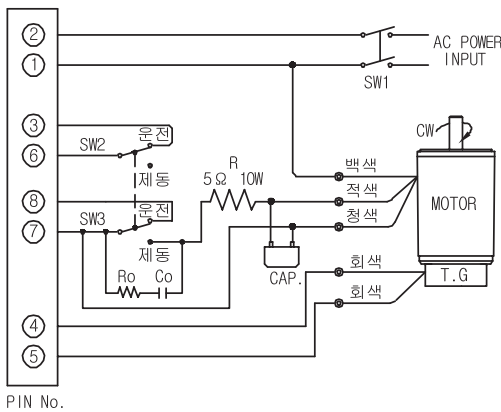 ②
①
③
⑥
⑧
⑦
④
⑤
PIN No.
AC POWER
INPUT
SW1
운전
SW2
제동
운전
SW3
제동
R
5Ω 10W
Ro
Co
CAP.
백색
적색
청색
회색
회색
CW
MOTOR
T.G